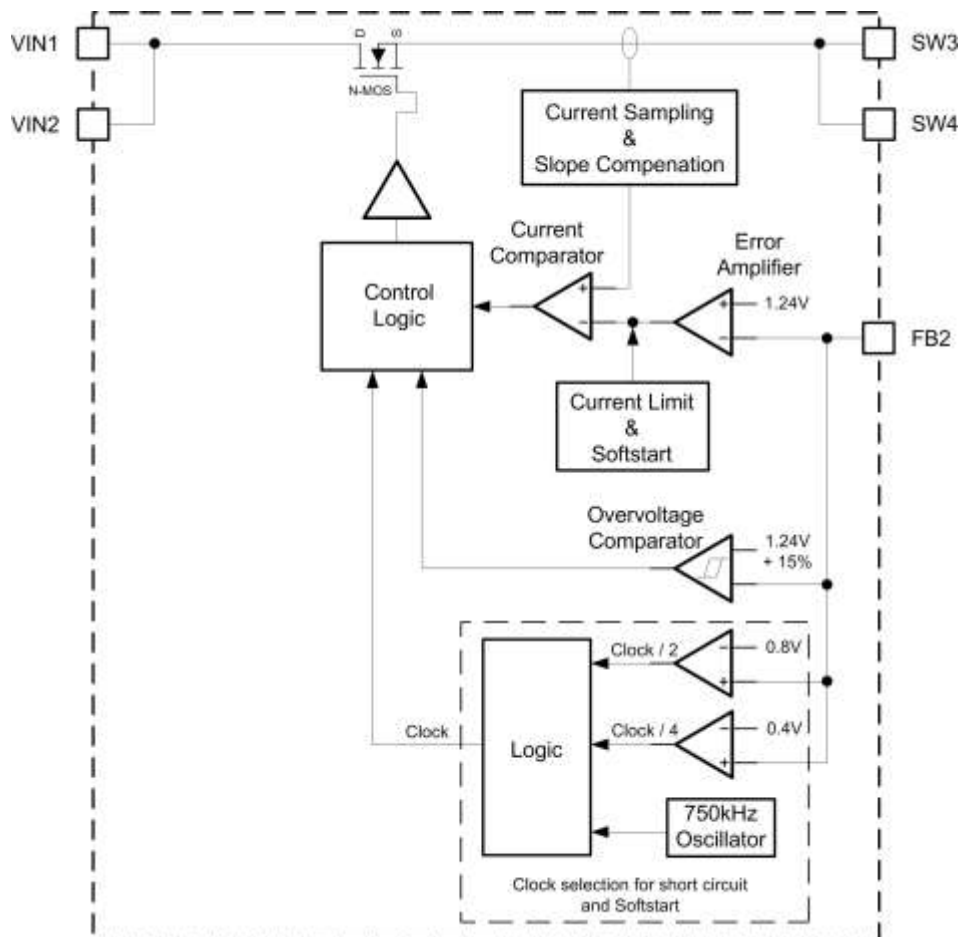 VIN1
D
S
SW3
N-MOS
VIN2
SW4
Current Sampling
&
Slope Compenation
Current
Comparator
Error
Amplifier
Control
Logic
+
-
+
1.24V
-
FB2
Current Limit
&
Softstart
Overvoltage
Comparator
1.24V
+ 15%
Clock / 2
-
0.8V
+
Clock
Logic
Clock / 4
-
0.4V
+
750kHz
Oscillator
Clock selection for short circuit
and Softstart